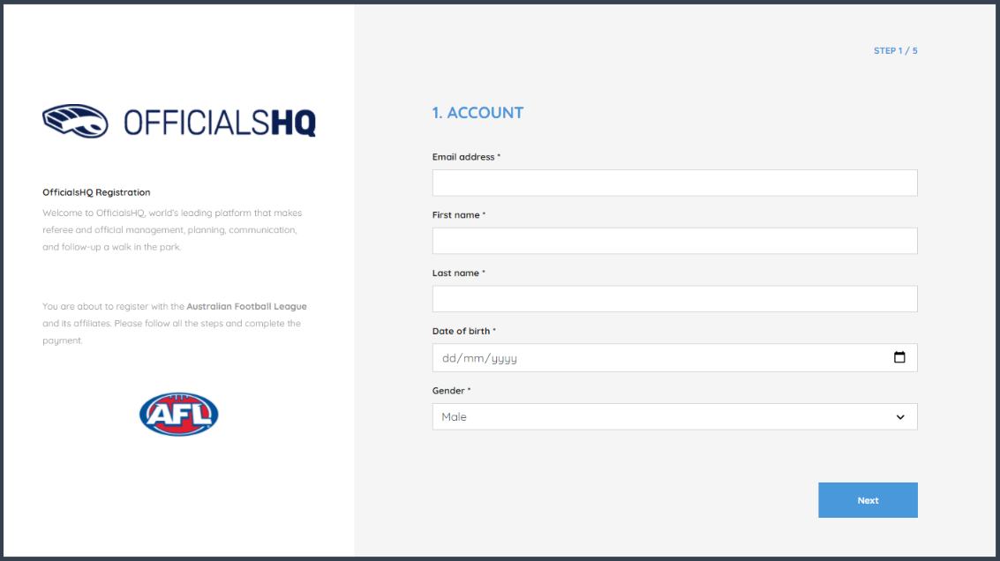 OFFICIALSHQ
OfficialsHQ Registration
Welcome to OfficialsHQ, world's leading platform that makes
referee and official management, planning, communication,
and follow-up a walk in the park.
You are about to register with the Australian Football League
and its affiliates. Please follow all the steps and complete the
payment.
AFL
STEP 1 / 5
1. ACCOUNT
Email address *
First name *
Last name *
Date of birth *
dd/mm/yyyy
Gender *
Male
Next